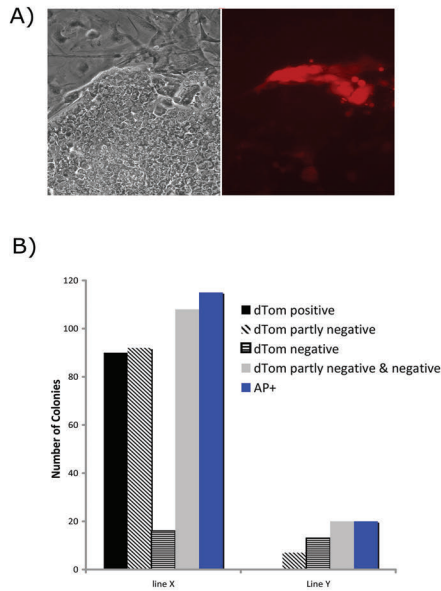 A)
B)
120
100
80
60
40
20
0
Number of Colonies
dTom positive
dTom partly negative
dTom negative
dTom partly negative & negative
AP+
line X
Line Y